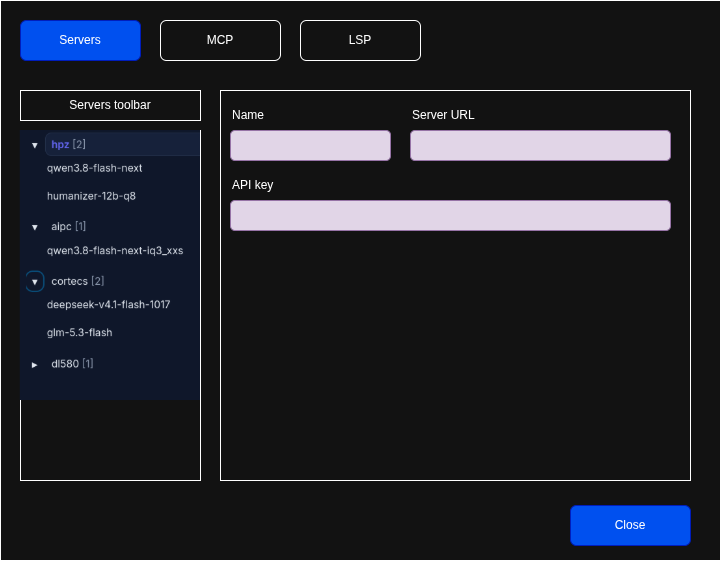 Servers
MCP
LSP
Servers toolbar
▼ hpz [2]
qwen3.8-flash-next
humanizer-12b-q8
▼ aipc [1]
qwen3.8-flash-next-iq3_xxs
▼ cortecs [2]
deepseek-v4.1-flash-1017
glm-5.3-flash
► dl580 [1]
Name
Server URL
API key
Close